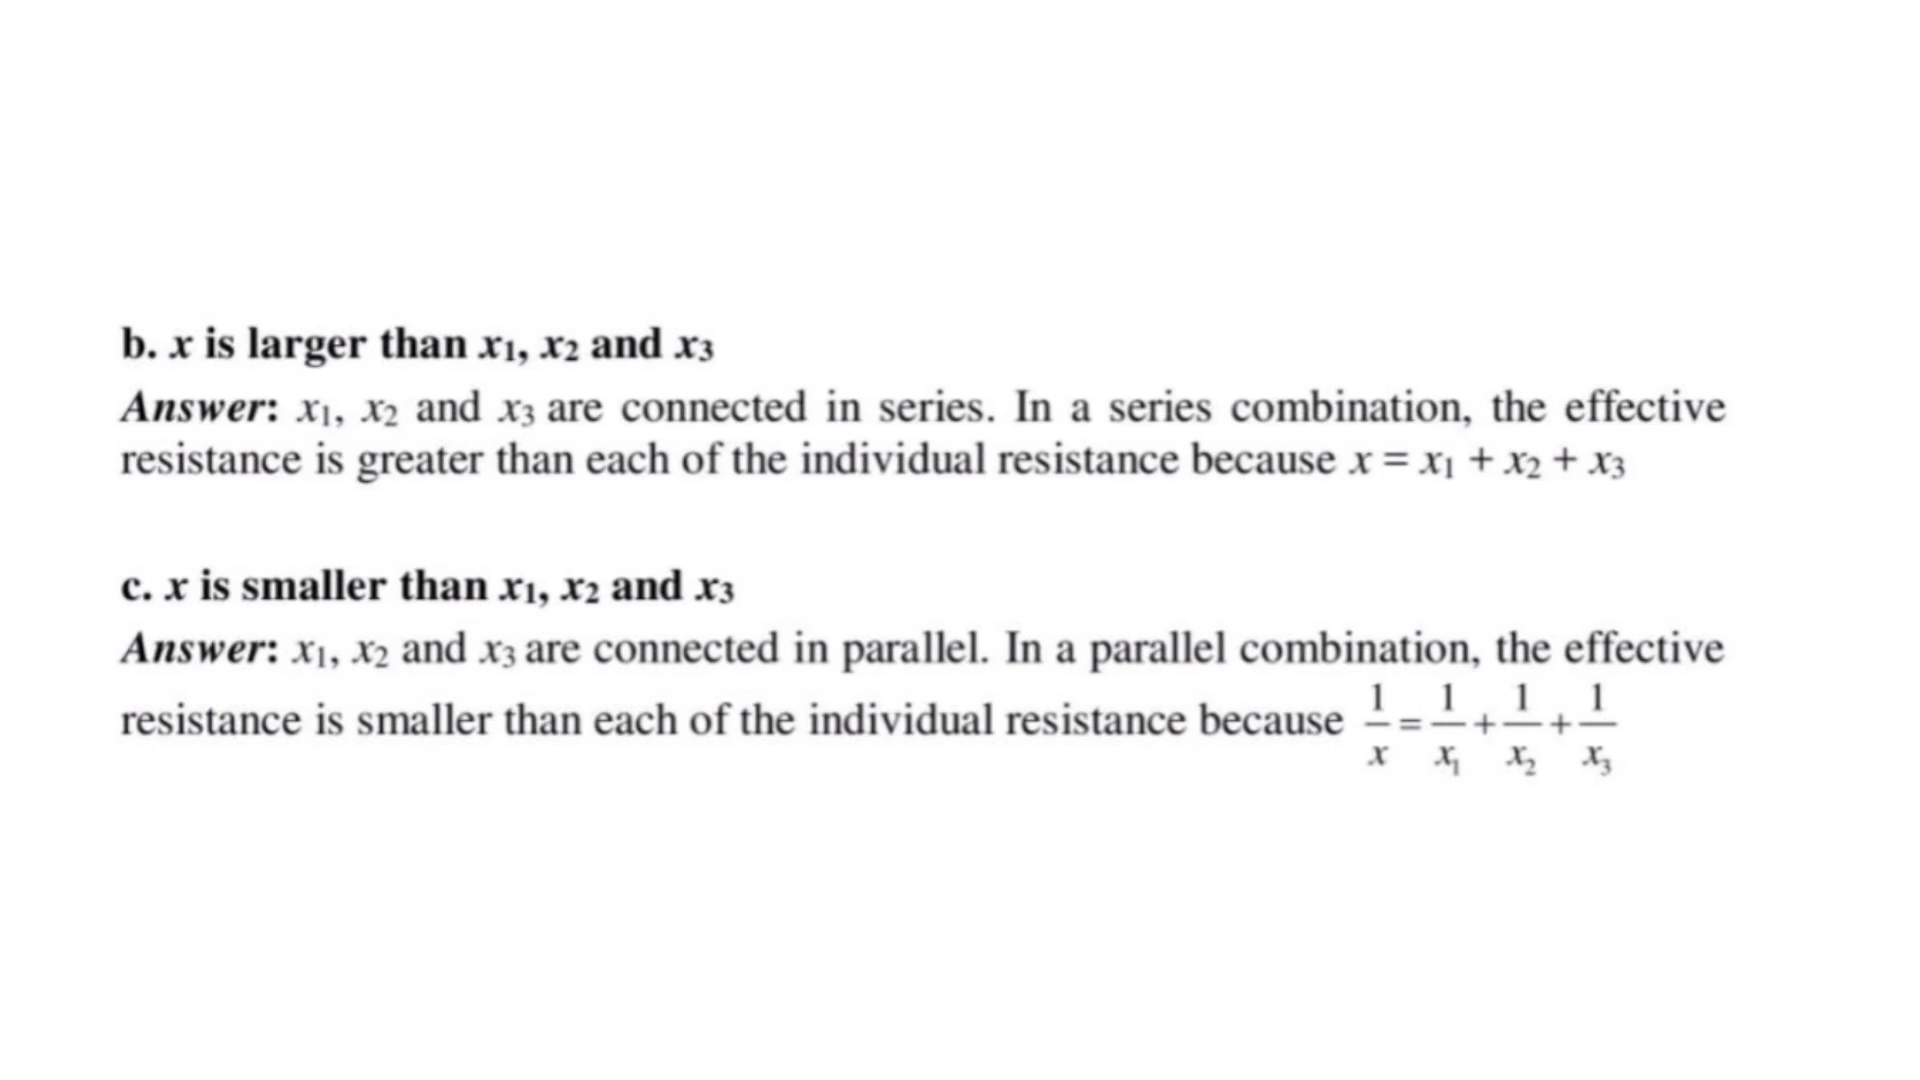 b. x is larger than x₁, x₂ and x₃
Answer: x₁, x₂ and x₃ are connected in series. In a series combination, the effective
resistance is greater than each of the individual resistance because x = x₁ + x₂ + x₃
c. x is smaller than x₁, x₂ and x₃
Answer: x₁, x₂ and x₃ are connected in parallel. In a parallel combination, the effective
resistance is smaller than each of the individual resistance because 1/x = 1/x₁ + 1/x₂ + 1/x₃